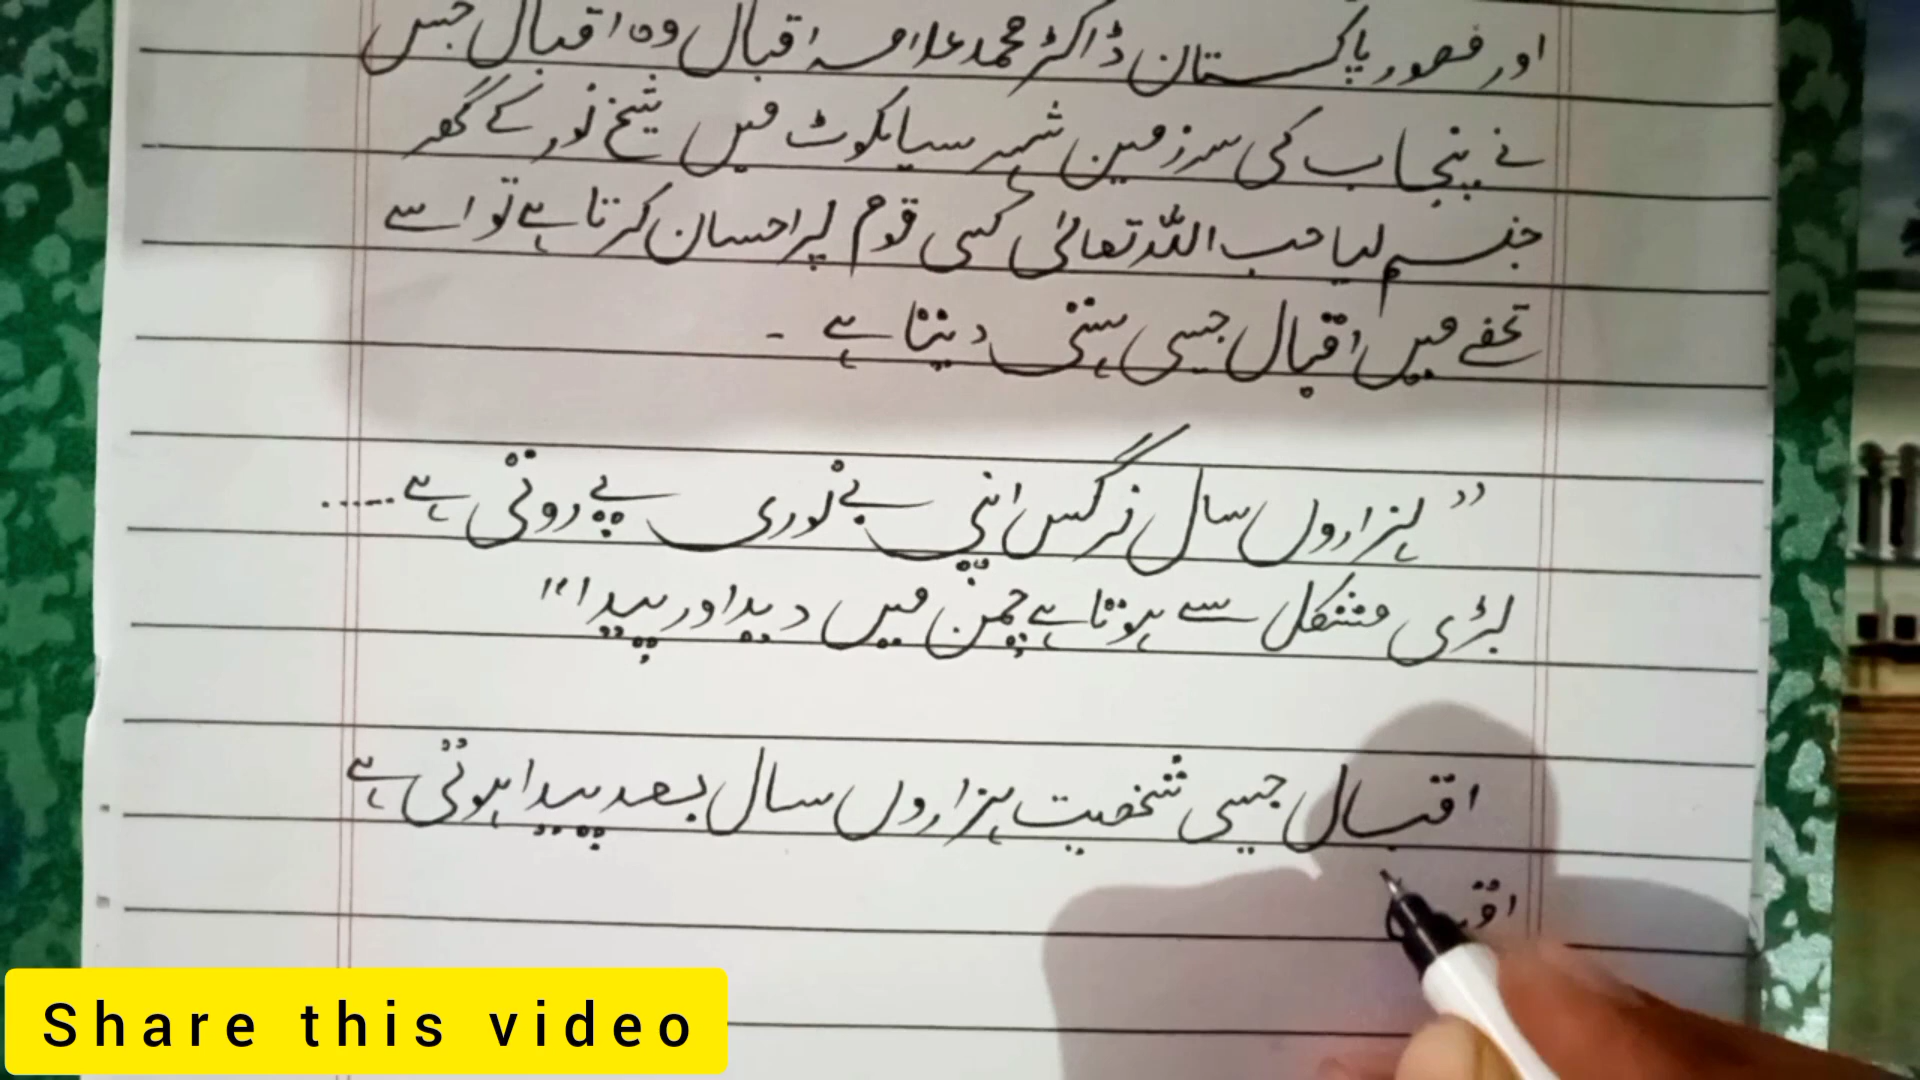 اور مصور پاکستان ڈاکٹر محمد علامہ اقبال وہ اقبال جس
نے پنجاب کی سرزمین شہر سیالکوٹ میں شیخ نور کے گھر
جنم لیا جب اللہ تعالیٰ کسی قوم پر احسان کرتا ہے تو اسے
تحفے میں اقبال جیسی ہستی دیتا ہے ۔
"ہزاروں سال نرگس اپنی بے نوری پے روتی ہے.....
بڑی مشکل سے ہوتا ہے چمن میں دیداور پیدا"
اقبال جیسی شخصیت ہزاروں سال بعد پیدا ہوتی ہے
Share this video